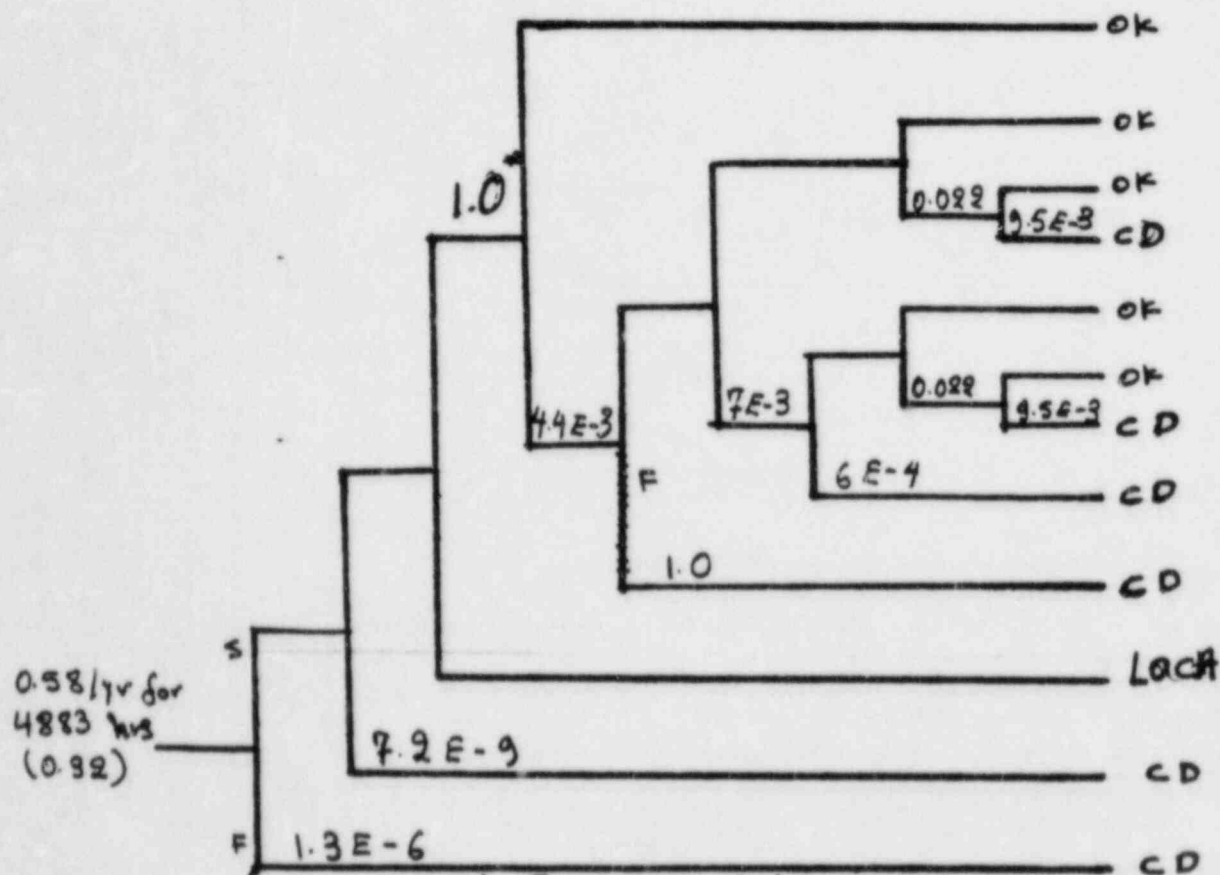 OK
OK
1.0
0.022
OK
9.5E-3
CD
OK
0.022
OK
9.5E-3
CD
4.4E-3
7E-3
F
6E-4
CD
1.0
CD
S
LOCA
0.58/yr for
4883 hrs
(0.32)
7.2E-9
CD
F
1.3E-6
CD